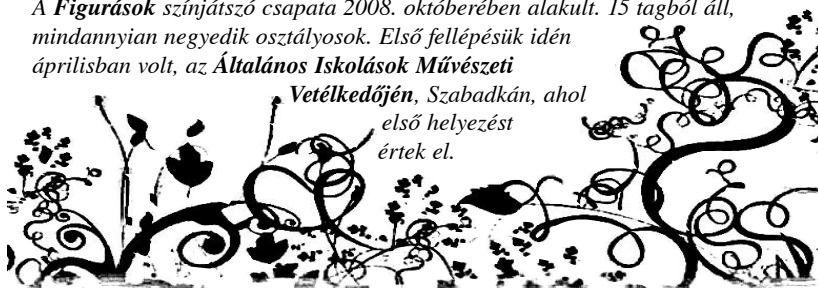 A Figurások színjátszó csapata 2008. októberében alakult. 15 tagból áll,
mindannyian negyedik osztályosok. Első fellépésük idén
áprilisban volt, az Általános Iskolások Művészeti
Vetélkedőjén, Szabadkán, ahol
első helyezést
értek el.